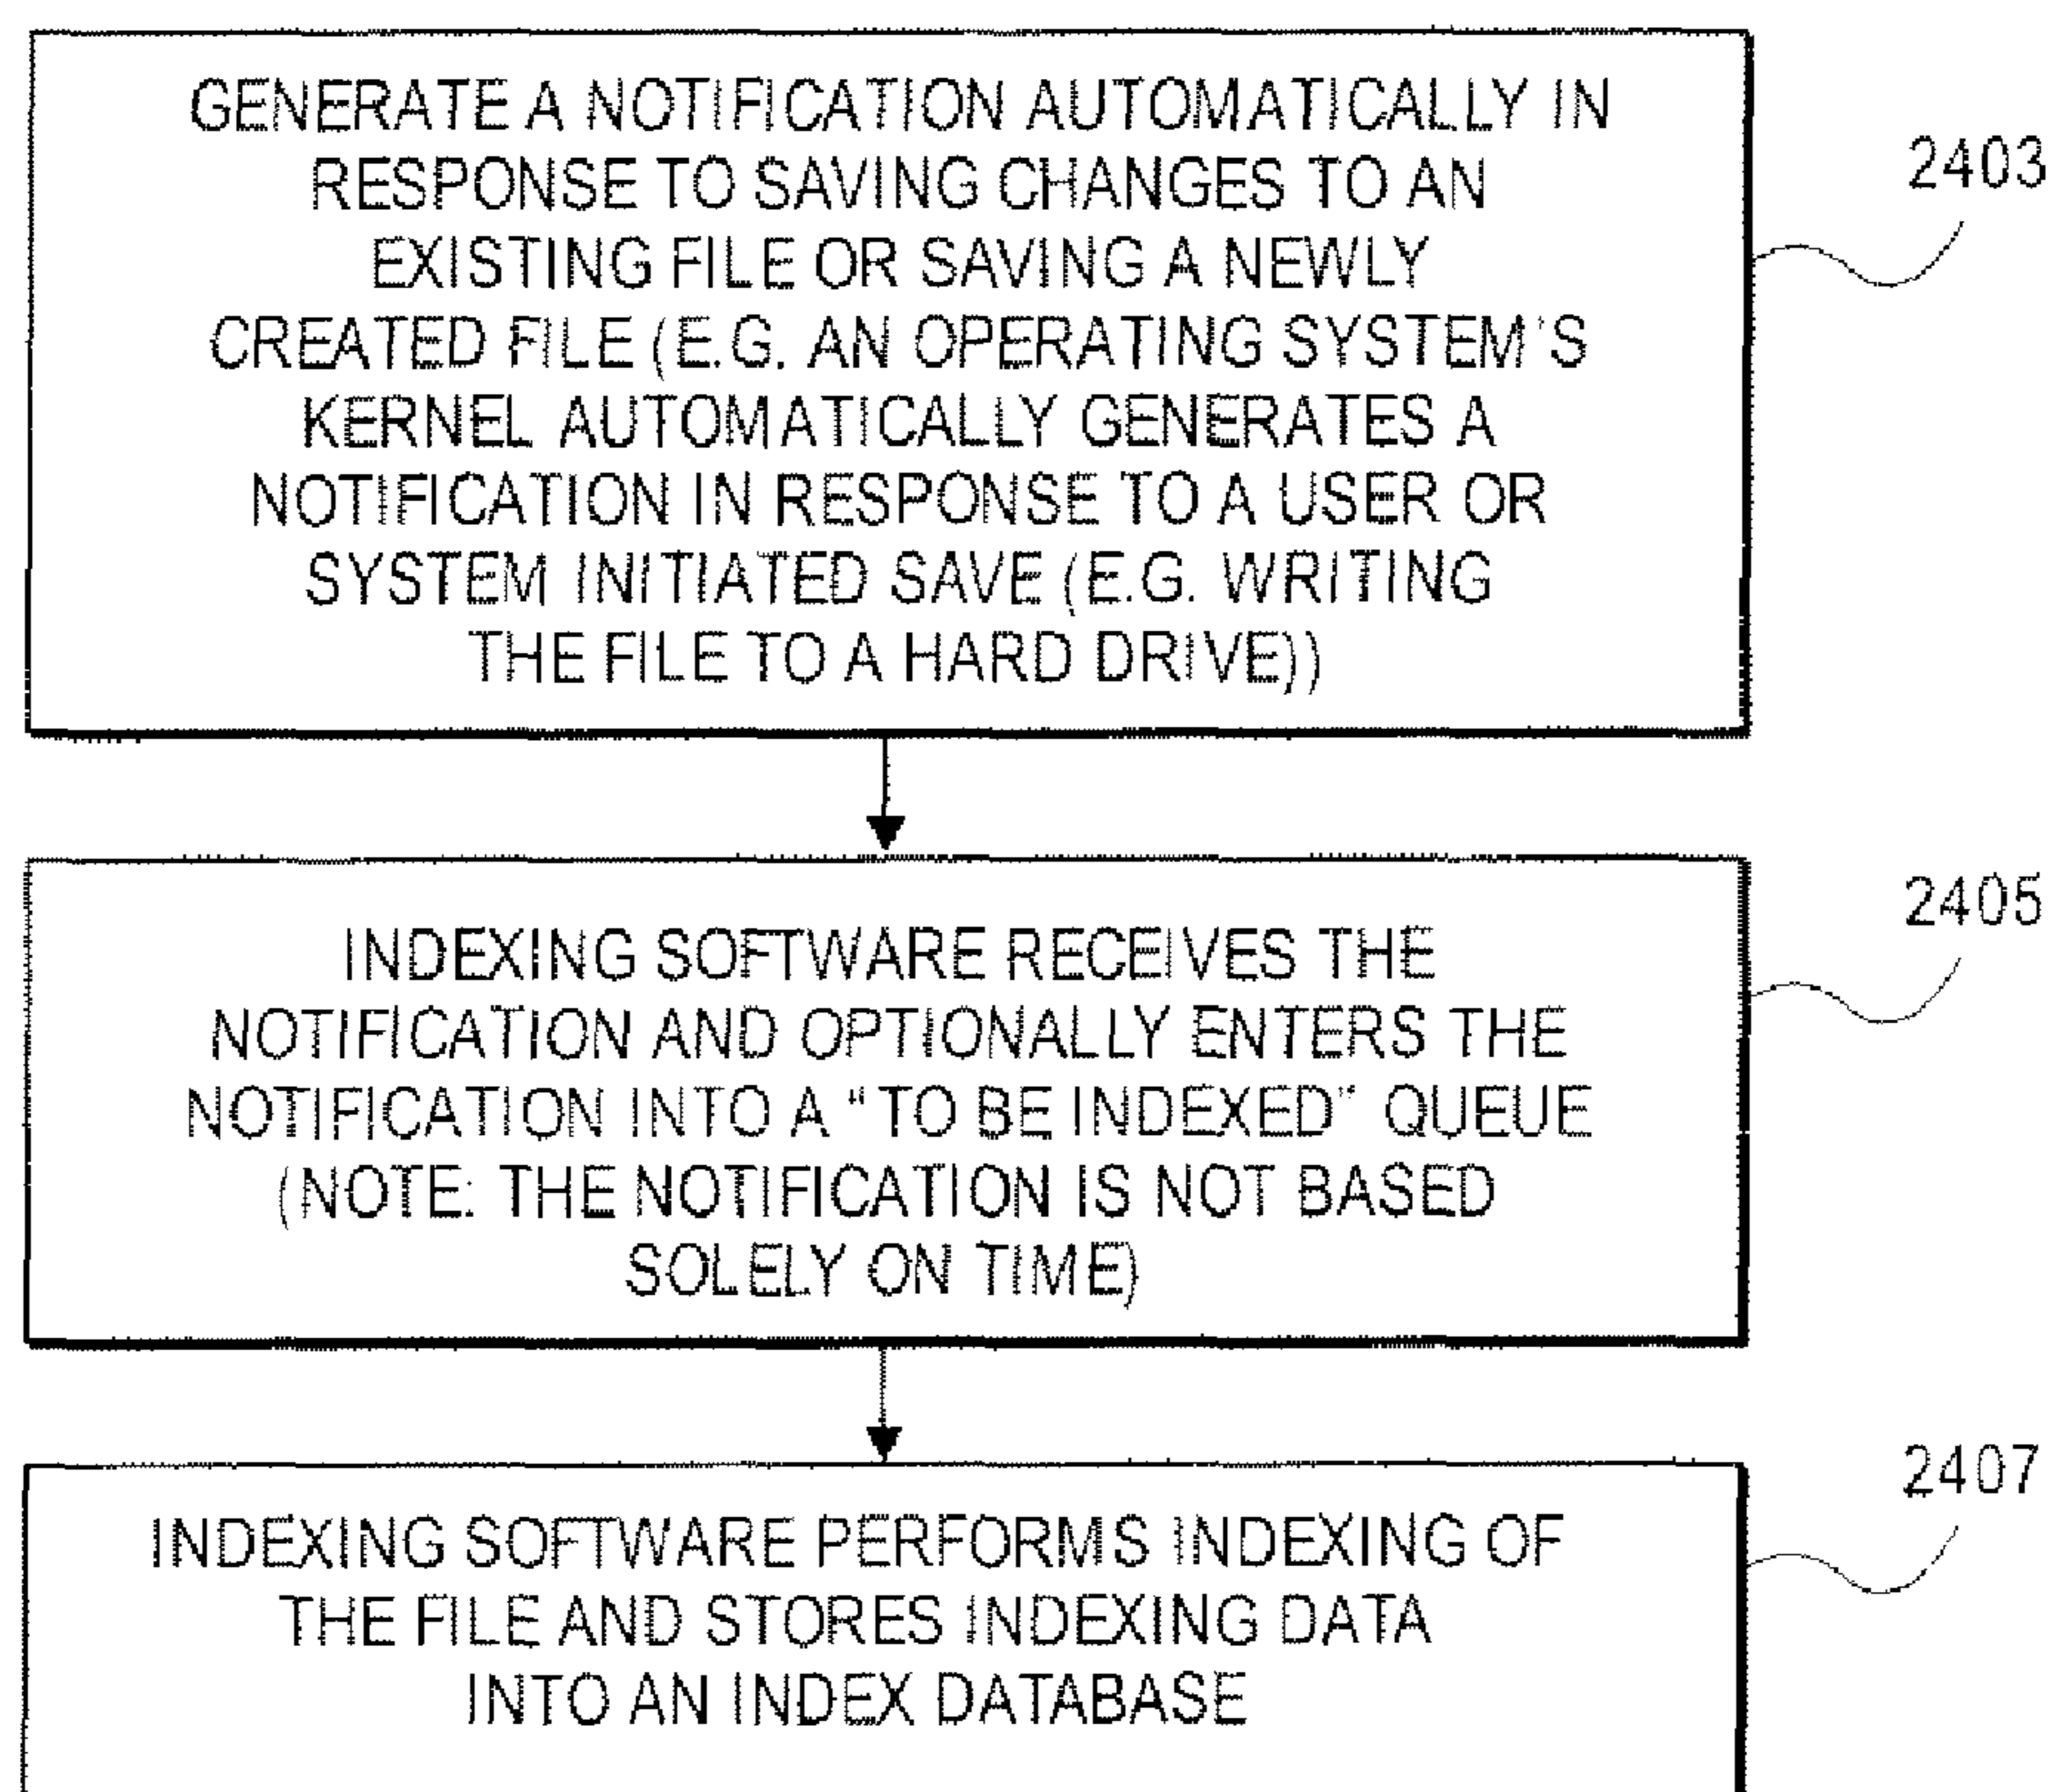 GENERATE A NOTIFICATION AUTOMATICALLY IN
RESPONSE TO SAVING CHANGES TO AN
EXISTING FILE OR SAVING A NEWLY
CREATED FILE (E.G. AN OPERATING SYSTEM'S
KERNEL AUTOMATICALLY GENERATES A
NOTIFICATION IN RESPONSE TO A USER OR
SYSTEM INITIATED SAVE (E.G. WRITING
THE FILE TO A HARD DRIVE))
2403
INDEXING SOFTWARE RECEIVES THE
NOTIFICATION AND OPTIONALLY ENTERS THE
NOTIFICATION INTO A “TO BE INDEXED” QUEUE
(NOTE: THE NOTIFICATION IS NOT BASED
SOLELY ON TIME)
2405
INDEXING SOFTWARE PERFORMS INDEXING OF
THE FILE AND STORES INDEXING DATA
INTO AN INDEX DATABASE
2407